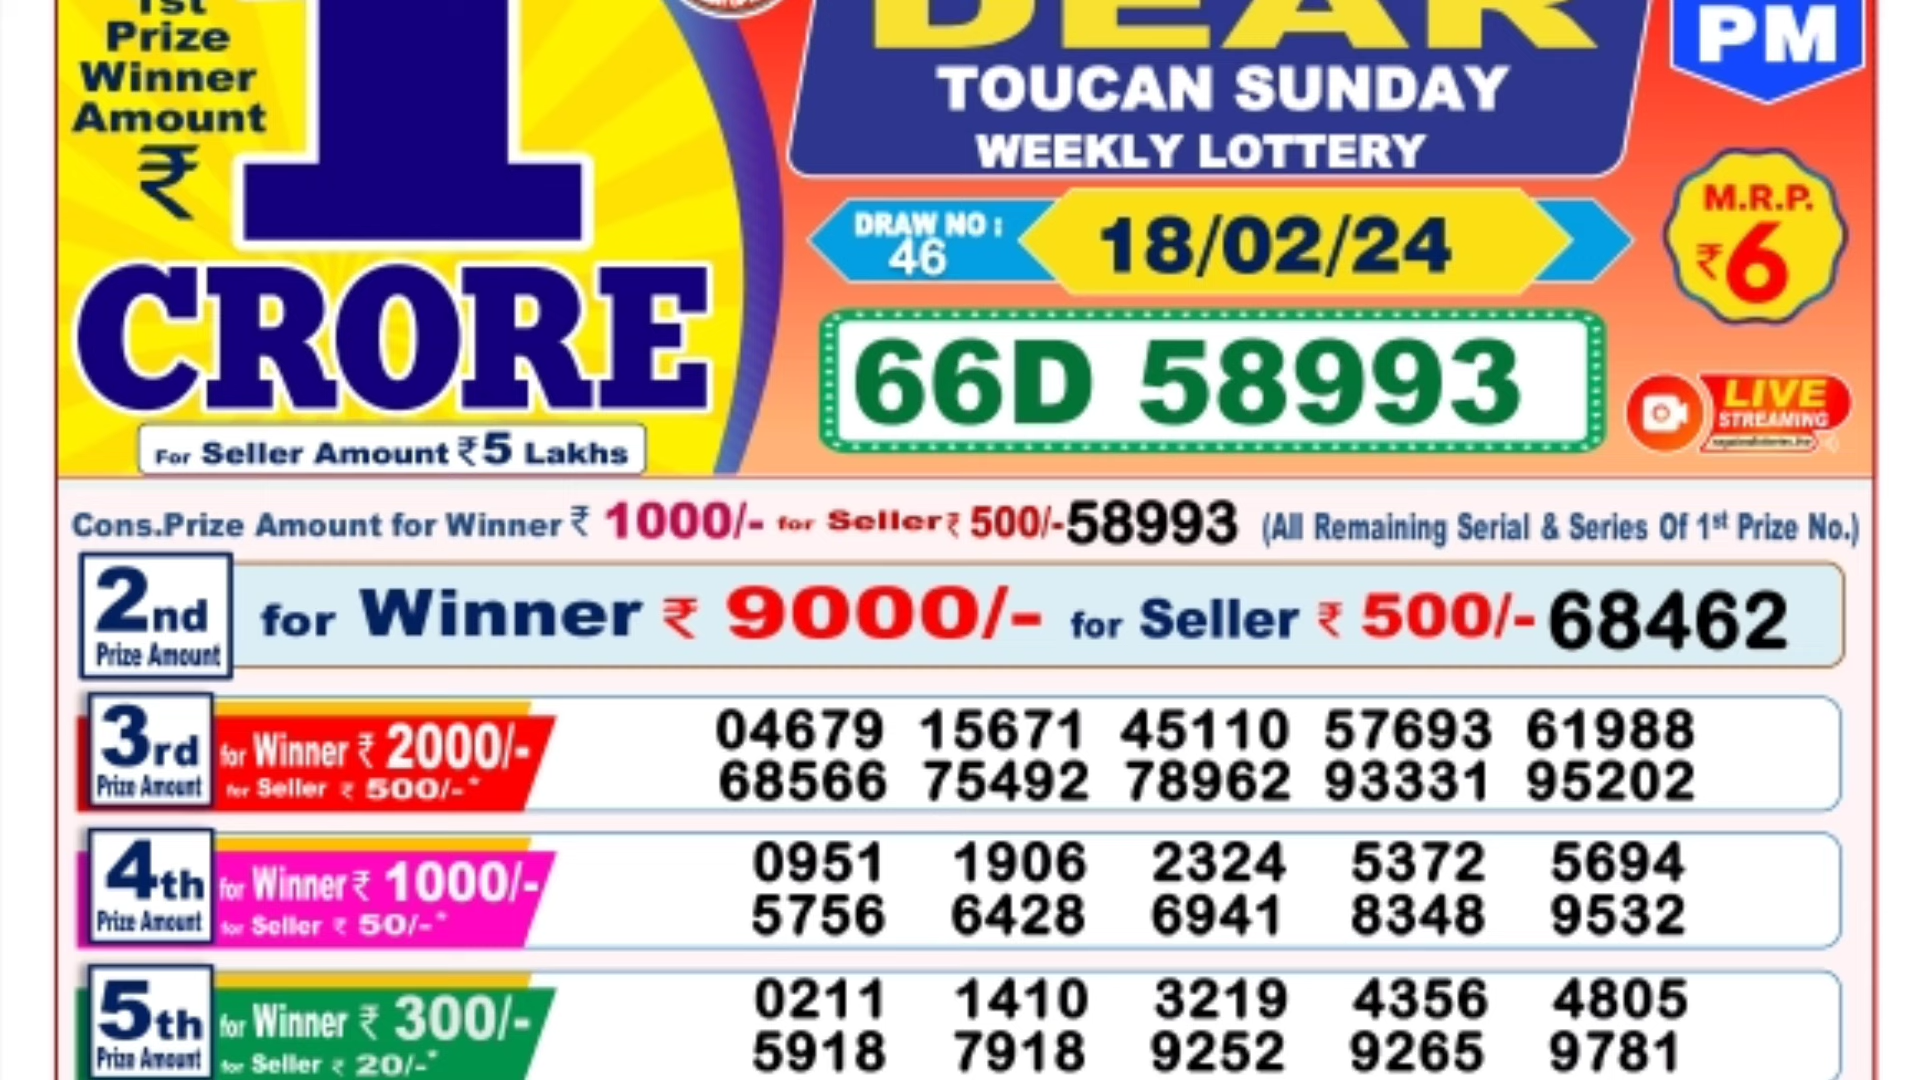 1st
Prize
Winner
Amount
₹
1
CRORE
For Seller Amount ₹5 Lakhs
DEAR
TOUCAN SUNDAY
WEEKLY LOTTERY
PM
DRAW NO :
46
18/02/24
M.R.P.
₹6
66D 58993
LIVE
STREAMING
Cons.Prize Amount for Winner ₹ 1000/- for Seller ₹ 500/- 58993 (All Remaining Serial & Series Of 1st Prize No.)
2nd
Prize Amount
for Winner ₹ 9000/- for Seller ₹ 500/- 68462
3rd
Prize Amount
for Winner ₹ 2000/-
for Seller ₹ 500/-*
04679 15671 45110 57693 61988
68566 75492 78962 93331 95202
4th
Prize Amount
for Winner ₹ 1000/-
for Seller ₹ 50/-*
0951 1906 2324 5372 5694
5756 6428 6941 8348 9532
5th
Prize Amount
for Winner ₹ 300/-
for Seller ₹ 20/-*
0211 1410 3219 4356 4805
5918 7918 9252 9265 9781